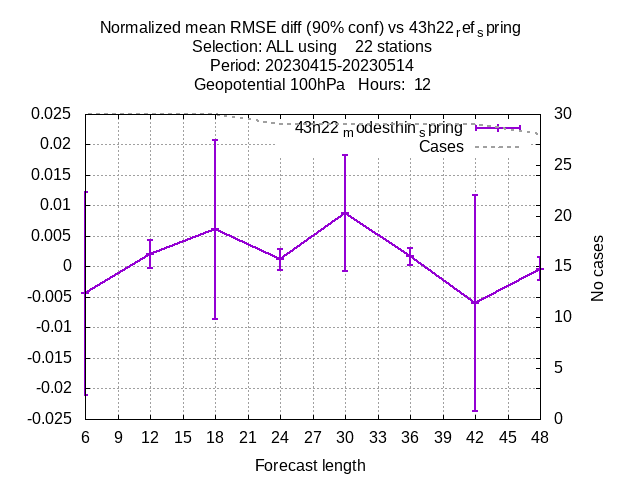 Normalized mean RMSE diff (90% conf) vs 43h22refspring
Selection: ALL using    22 stations
Period: 20230415-20230514
Geopotential 100hPa   Hours:  12
43h22modesthinspring
Cases
0.025
0.02
0.015
0.01
0.005
0
-0.005
-0.01
-0.015
-0.02
-0.025
30
25
20
15
10
5
0
No cases
6 9 12 15 18 21 24 27 30 33 36 39 42 45 48
Forecast length